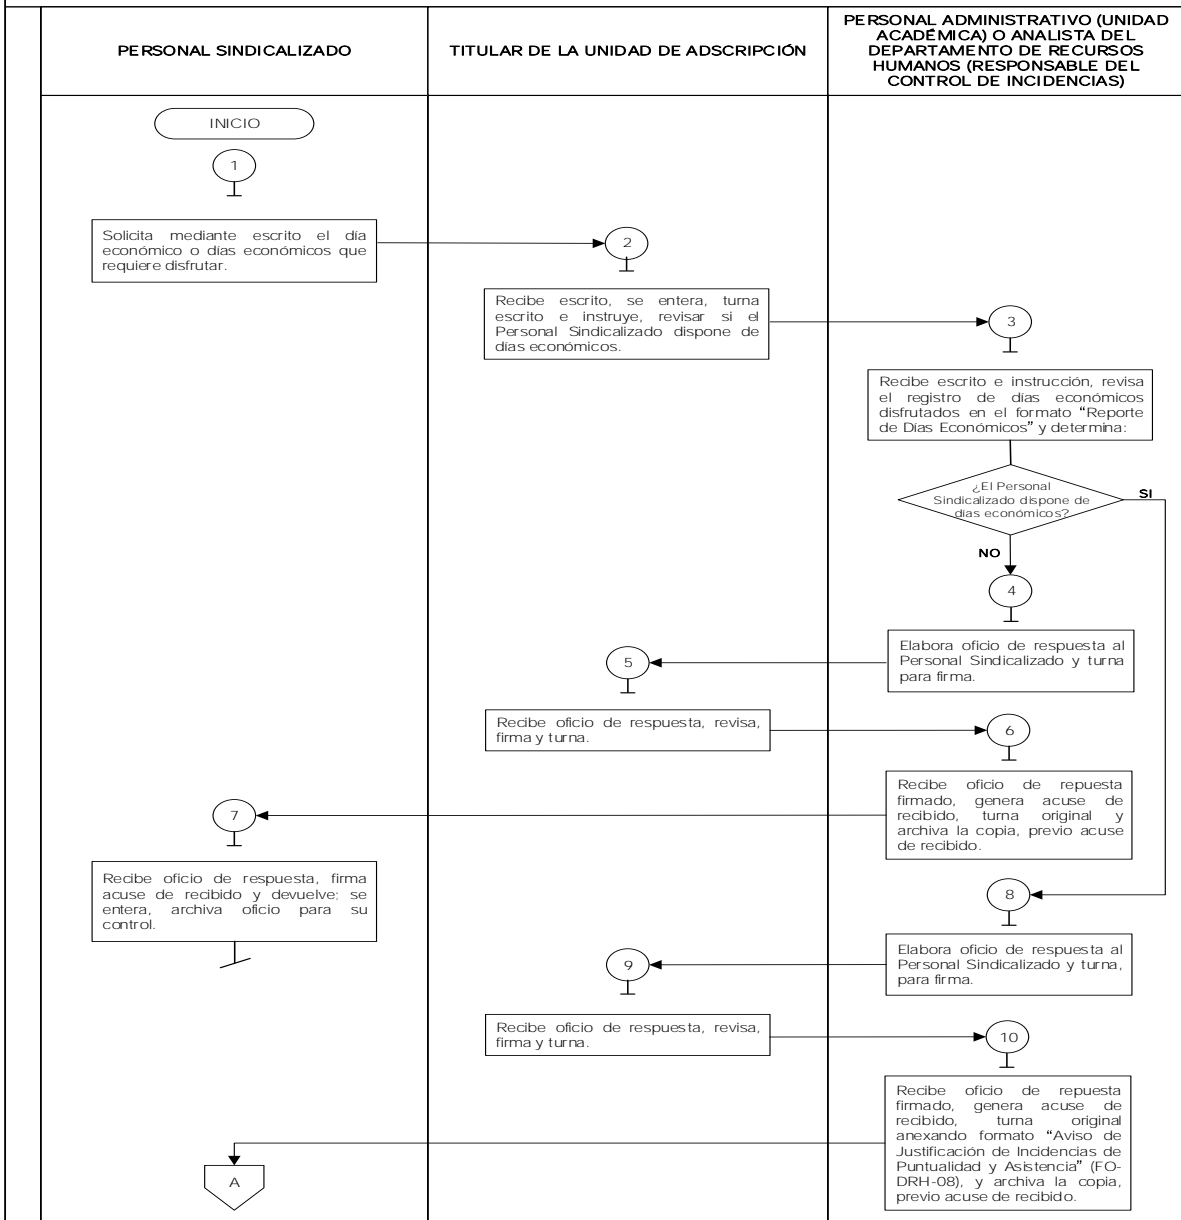 PERSONAL SINDICALIZADO
TITULAR DE LA UNIDAD DE ADSCRIPCIÓN
PERSONAL ADMINISTRATIVO (UNIDAD
ACADÉMICA) O ANALISTA DEL
DEPARTAMENTO DE RECURSOS
HUMANOS (RESPONSABLE DEL
CONTROL DE INCIDENCIAS)
INICIO
1
Solicita mediante escrito el día
económico o días económicos que
requiere disfrutar.
2
Recibe escrito, se entera, turna
escrito e instruye, revisar si el
Personal Sindicalizado dispone de
días económicos.
3
Recibe escrito e instrucción, revisa
el registro de días económicos
disfrutados en el formato "Reporte
de Días Económicos" y determina:
¿El Personal
Sindicalizado dispone de
días económicos?
SI
NO
4
Elabora oficio de respuesta al
Personal Sindicalizado y turna
para firma.
5
Recibe oficio de respuesta, revisa,
firma y turna.
6
Recibe oficio de repuesta
firmado, genera acuse de
recibido, turna original y
archiva la copia, previo acuse
de recibido.
7
Recibe oficio de respuesta, firma
acuse de recibido y devuelve; se
entera, archiva oficio para su
control.
8
Elabora oficio de respuesta al
Personal Sindicalizado y turna,
para firma.
9
Recibe oficio de respuesta, revisa,
firma y turna.
10
Recibe oficio de repuesta
firmado, genera acuse de
recibido, turna original
anexando formato "Aviso de
Justificación de Incidencias de
Puntualidad y Asistencia" (FO-
DRH-08), y archiva la copia,
previo acuse de recibido.
A